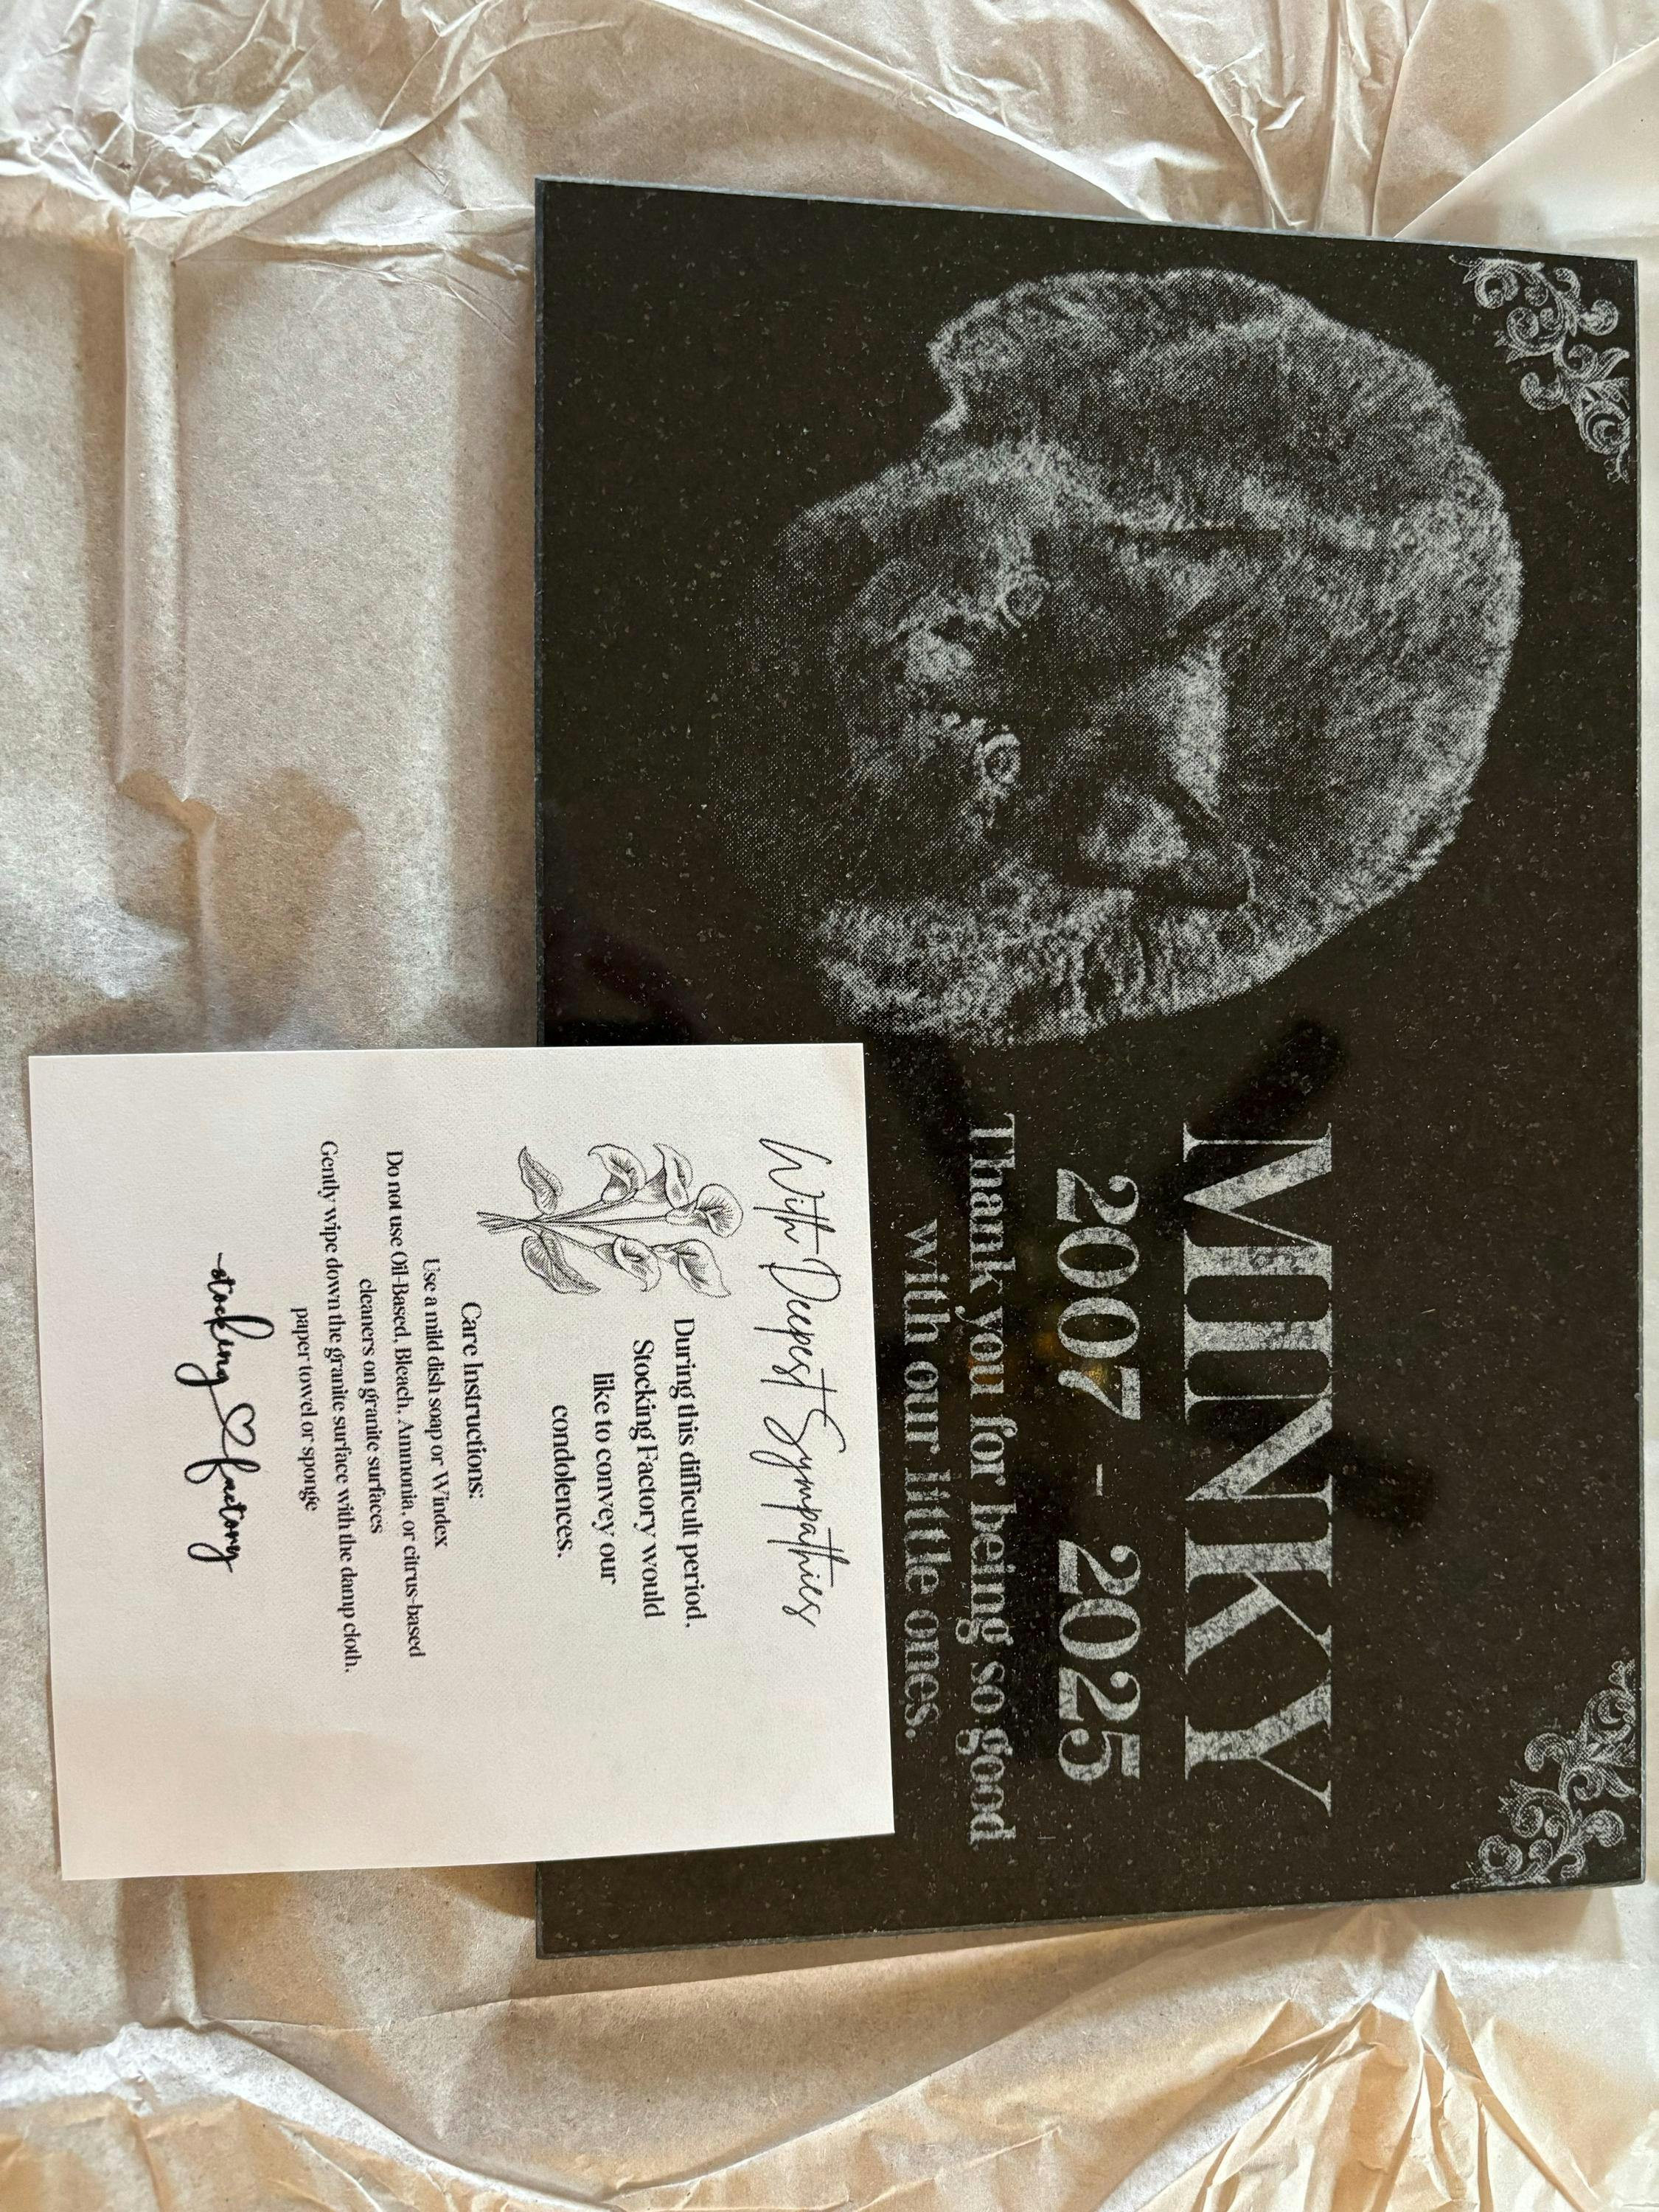 MINKY
2007 - 2025
Thank you for being so good
with our little ones.
With Deepest Sympathies
During this difficult period,
Stocking Factory would
like to convey our
condolences.
Care Instructions:
Use a mild dish soap or Windex
Do not use Oil-Based, Bleach, Ammonia, or citrus-based
cleaners on granite surfaces
Gently wipe down the granite surface with the damp cloth,
paper towel or sponge
-stocking factory